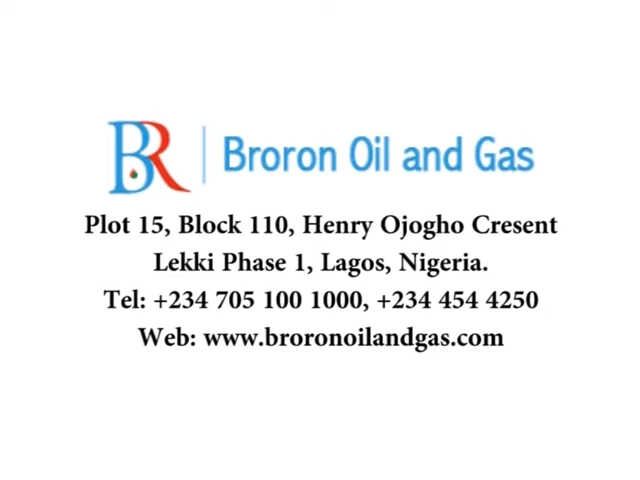 BR | Broron Oil and Gas
Plot 15, Block 110, Henry Ojogho Cresent
Lekki Phase 1, Lagos, Nigeria.
Tel: +234 705 100 1000, +234 454 4250
Web: www.broronoilandgas.com